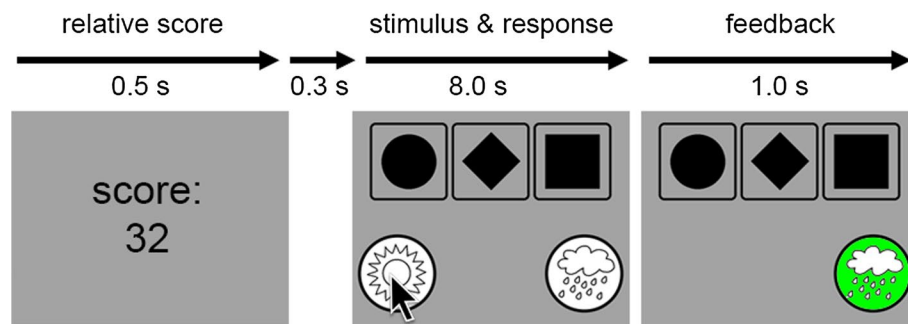 relative score
stimulus & response
feedback
0.5 s
0.3 s
8.0 s
1.0 s
score:
32